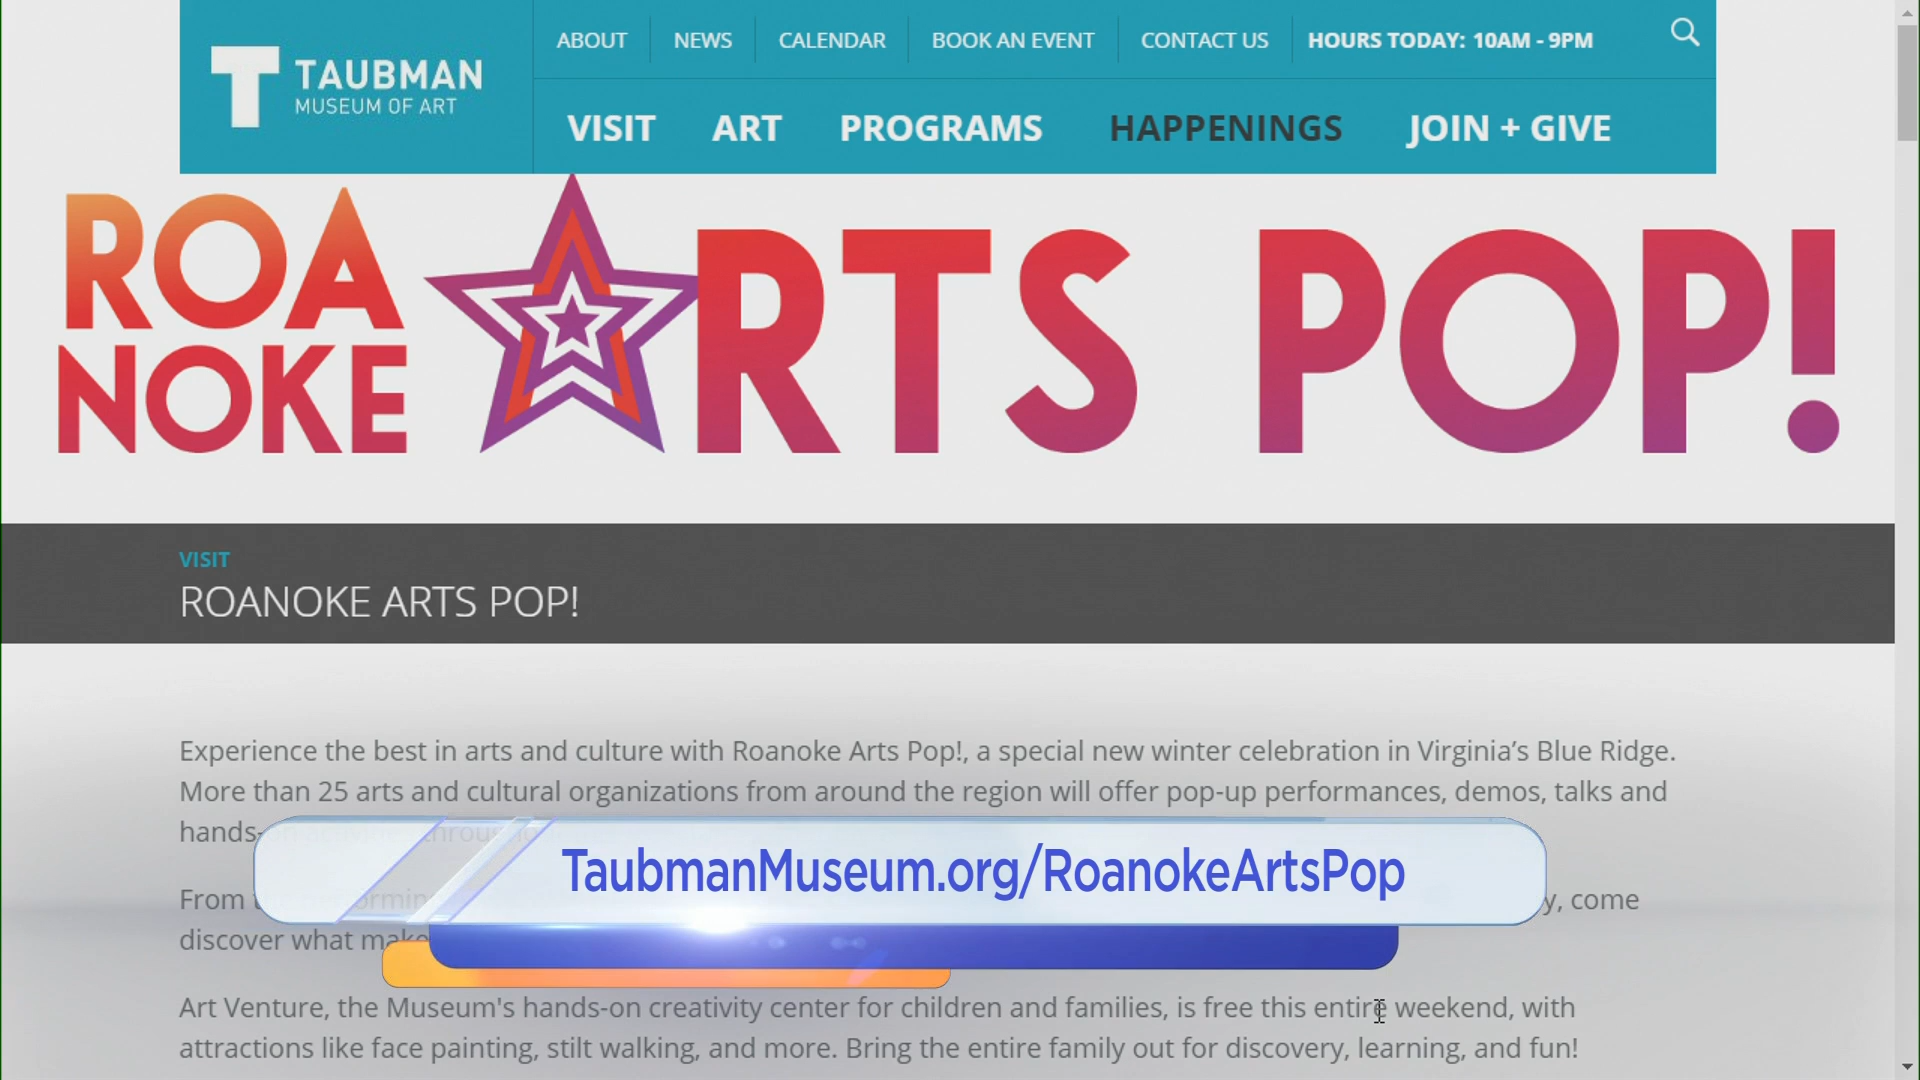 TAUBMAN
MUSEUM OF ART
ABOUT NEWS CALENDAR BOOK AN EVENT CONTACT US HOURS TODAY: 10AM - 9PM
VISIT ART PROGRAMS HAPPENINGS JOIN + GIVE
ROA
NOKE
ARTS POP!
VISIT
ROANOKE ARTS POP!
Experience the best in arts and culture with Roanoke Arts Pop!, a special new winter celebration in Virginia’s Blue Ridge.
More than 25 arts and cultural organizations from around the region will offer pop-up performances, demos, talks and
hands-
TaubmanMuseum.org/RoanokeArtsPop
From come
discover what make
Art Venture, the Museum's hands-on creativity center for children and families, is free this entire weekend, with
attractions like face painting, stilt walking, and more. Bring the entire family out for discovery, learning, and fun!